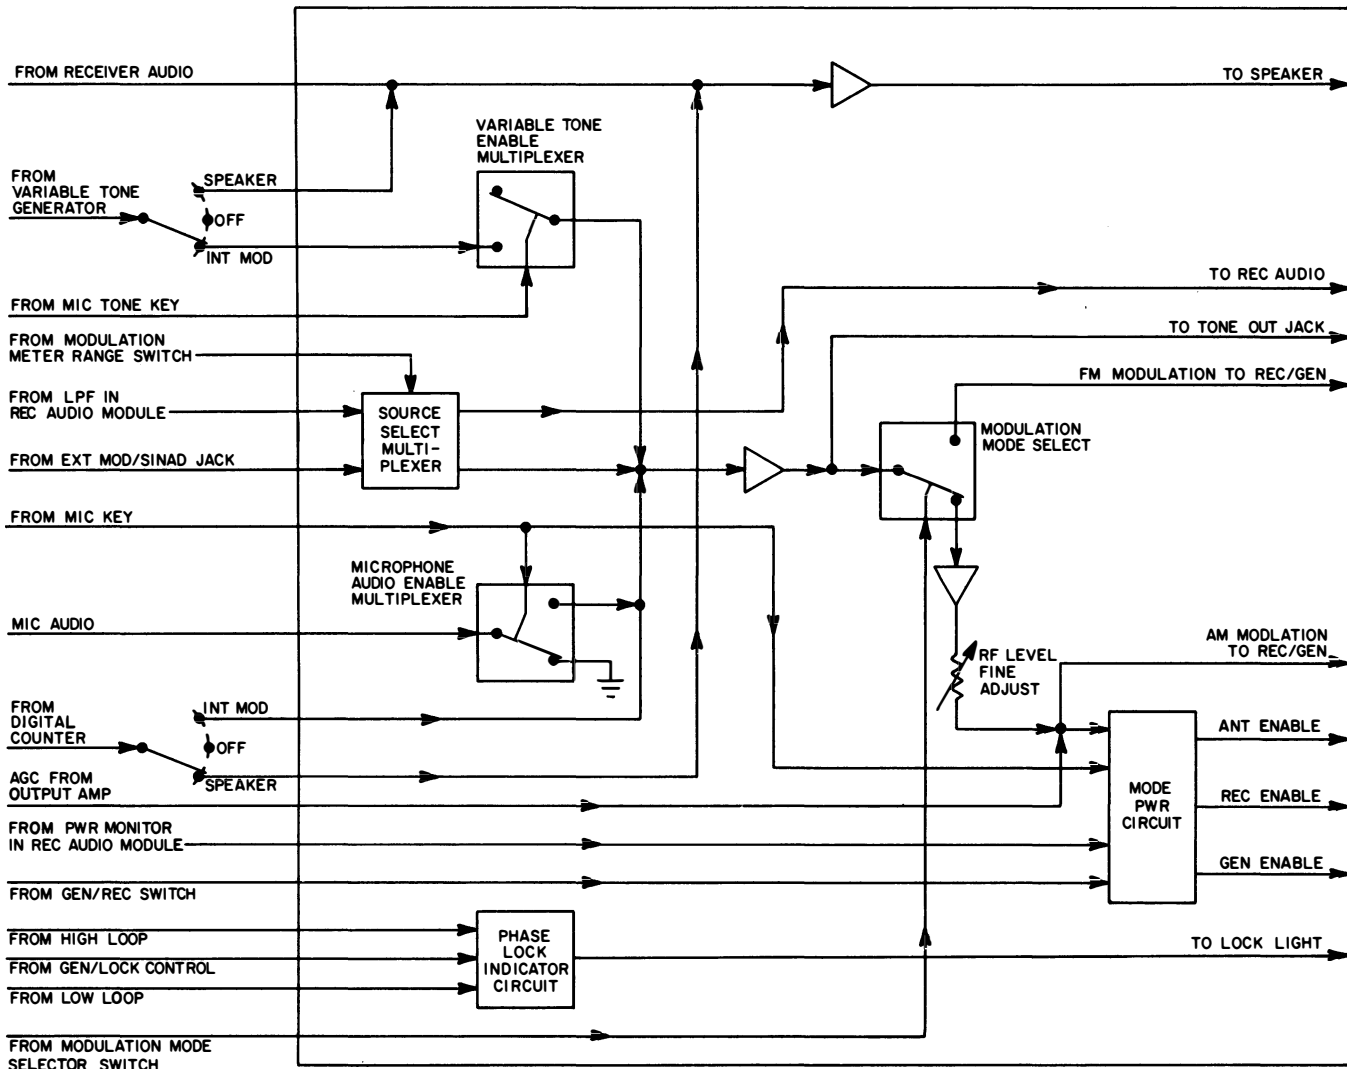 FROM RECEIVER AUDIO
TO SPEAKER
VARIABLE TONE
ENABLE
MULTIPLEXER
FROM
VARIABLE TONE
GENERATOR
SPEAKER
OFF
INT MOD
FROM MIC TONE KEY
TO REC AUDIO
FROM MODULATION
METER RANGE SWITCH
TO TONE OUT JACK
FROM LPF IN
REC AUDIO MODULE
FM MODULATION TO REC/GEN
SOURCE
SELECT
MULTI-
PLEXER
MODULATION
MODE SELECT
FROM EXT MOD/SINAD JACK
FROM MIC KEY
MICROPHONE
AUDIO ENABLE
MULTIPLEXER
MIC AUDIO
RF LEVEL
FINE
ADJUST
AM MODLATION
TO REC/GEN
FROM
DIGITAL
COUNTER
INT MOD
OFF
SPEAKER
ANT ENABLE
AGC FROM
OUTPUT AMP
MODE
PWR
CIRCUIT
REC ENABLE
FROM PWR MONITOR
IN REC AUDIO MODULE
GEN ENABLE
FROM GEN/REC SWITCH
FROM HIGH LOOP
FROM GEN/LOCK CONTROL
FROM LOW LOOP
PHASE
LOCK
INDICATOR
CIRCUIT
TO LOCK LIGHT
FROM MODULATION MODE
SELECTOR SWITCH